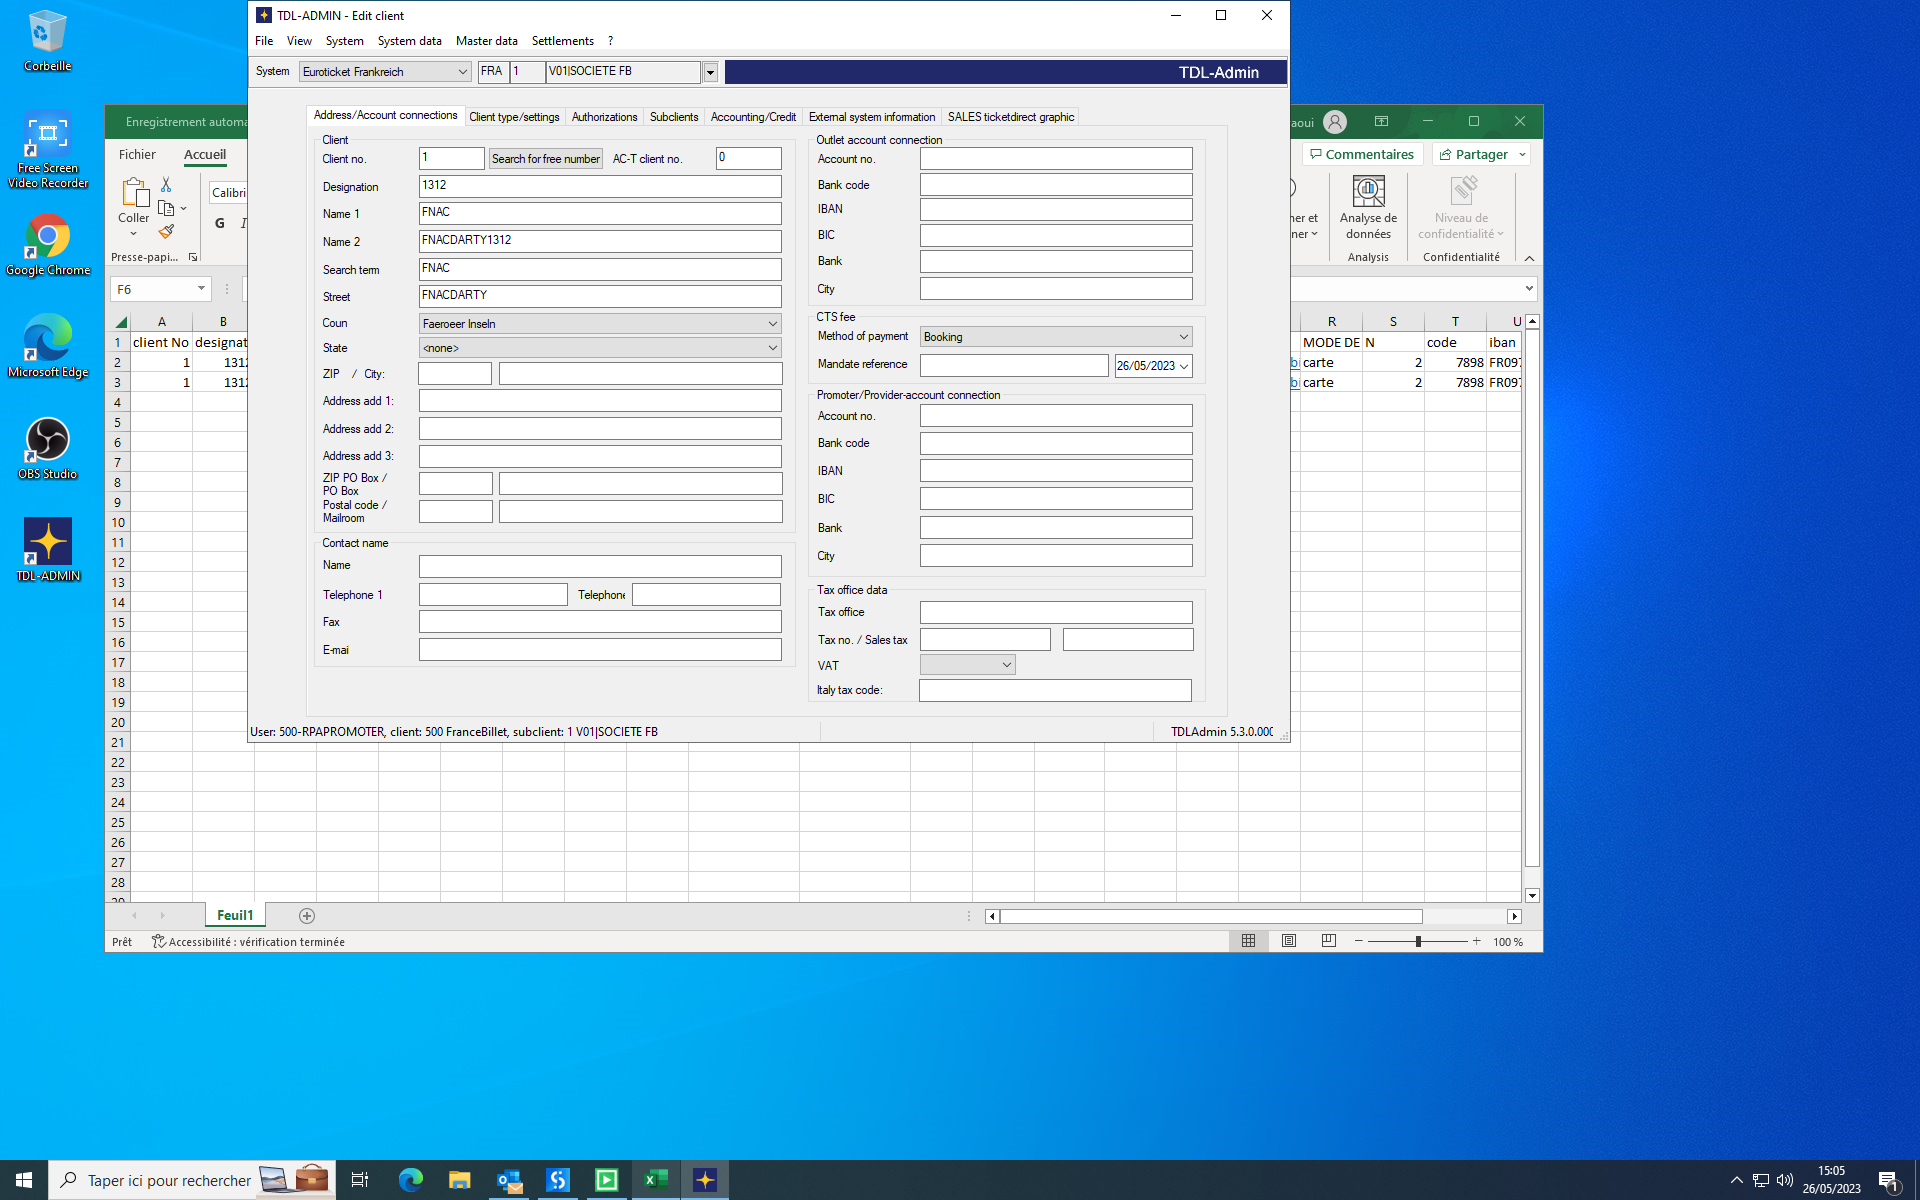 Corbeille
Free Screen
Video Recorder
Google Chrome
Microsoft Edge
OBS Studio
TDL-ADMIN
TDL-ADMIN - Edit client
File View System System data Master data Settlements ?
System Euroticket Frankreich FRA 1 V01|SOCIETE FB TDL-Admin
Address/Account connections Client type/settings Authorizations Subclients Accounting/Credit External system information SALES ticketdirect graphic
Client
Client no. 1 Search for free number AC-T client no. 0
Designation 1312
Name 1 FNAC
Name 2 FNACDARTY1312
Search term FNAC
Street FNACDARTY
Coun Faeroeer Inseln
State <none>
ZIP / City:
Address add 1:
Address add 2:
Address add 3:
ZIP PO Box /
PO Box
Postal code /
Mailroom
Contact name
Name
Telephone 1 Telephone
Fax
E-mai
Outlet account connection
Account no.
Bank code
IBAN
BIC
Bank
City
CTS fee
Method of payment Booking
Mandate reference 26/05/2023
Promoter/Provider-account connection
Account no.
Bank code
IBAN
BIC
Bank
City
Tax office data
Tax office
Tax no. / Sales tax
VAT
Italy tax code:
User: 500-RPAPROMOTER, client: 500 FranceBillet, subclient: 1 V01|SOCIETE FB
TDLAdmin 5.3.0.000
Enregistrement automa
aoui
Fichier Accueil
Commentaires Partager
Coller
Calibri
G I
Presse-papi...
Analyse de
données
Analysis
Niveau de
confidentialité
Confidentialité
F6
A B R S T U
1 client No designat MODE DE N code iban
2 1 1312 bi carte 2 7898 FR097
3 1 1312 bi carte 2 7898 FR097
4
5
6
7
8
9
10
11
12
13
14
15
16
17
18
19
20
21
22
23
24
25
26
27
28
29
Feuil1
Prêt Accessibilité : vérification terminée 100 %
Taper ici pour rechercher
15:05
26/05/2023
1